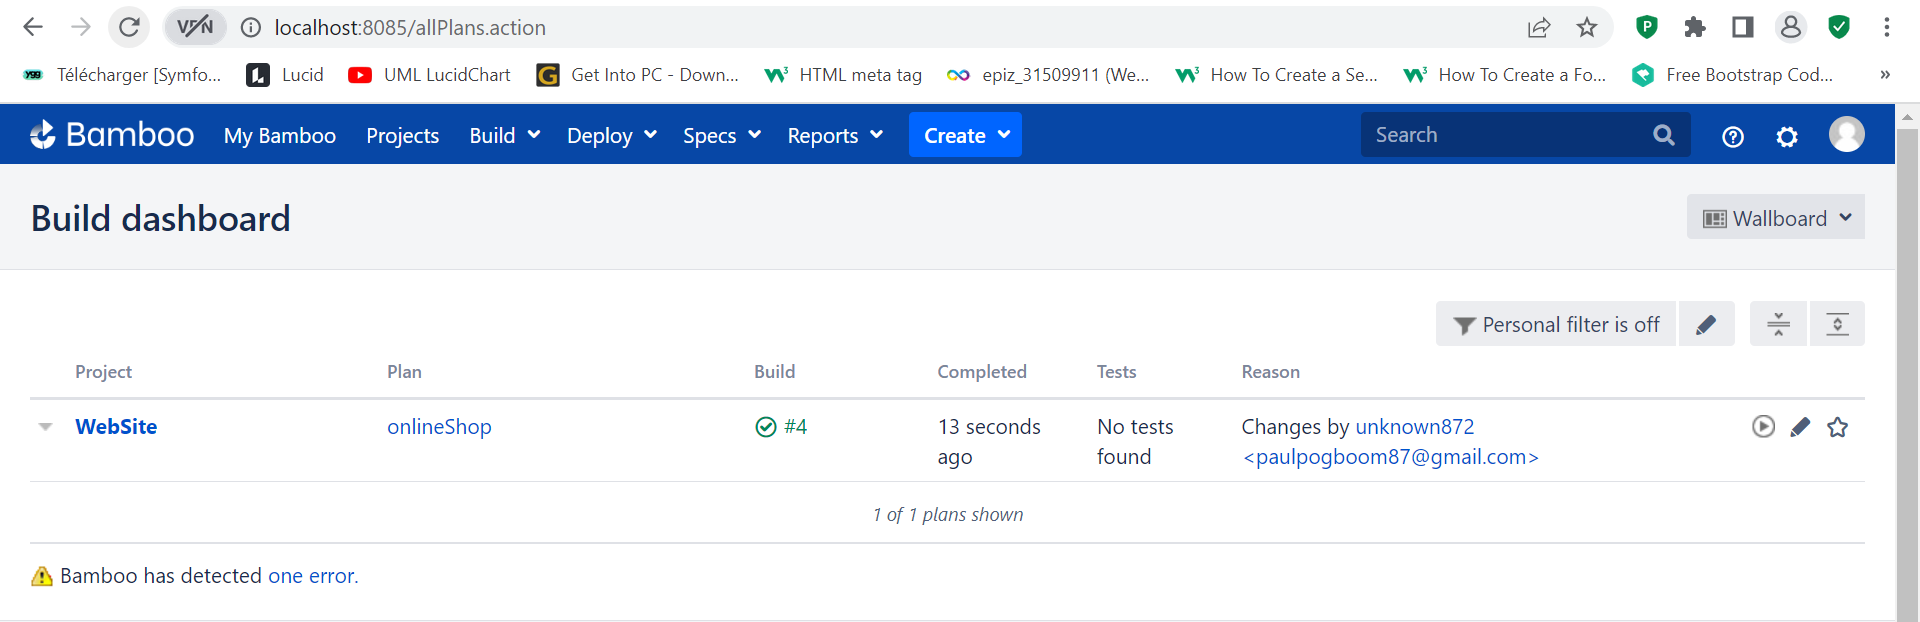 VPN localhost:8085/allPlans.action
Télécharger [Symfo... Lucid UML LucidChart Get Into PC - Down... HTML meta tag epiz_31509911 (We... How To Create a Se... How To Create a Fo... Free Bootstrap Cod... »
Bamboo My Bamboo Projects Build Deploy Specs Reports Create Search
Build dashboard Wallboard
Personal filter is off
Project Plan Build Completed Tests Reason
WebSite onlineShop #4 13 seconds No tests Changes by unknown872
ago found <paulpogboom87@gmail.com>
1 of 1 plans shown
Bamboo has detected one error.